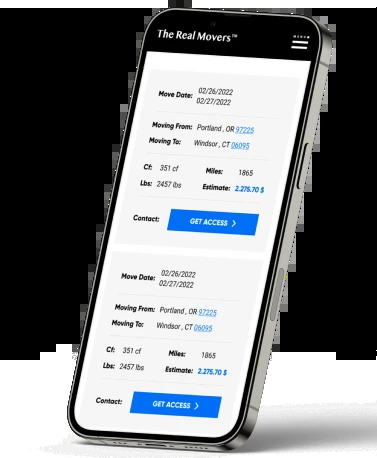 The Real Movers™
MENU
Move Date: 02/26/2022
02/27/2022
Moving From: Portland , OR 97225
Moving To: Windsor , CT 06095
Cf: 351 cf Miles: 1865
Lbs: 2457 lbs Estimate: 2,275.70 $
Contact: GET ACCESS >
Move Date: 02/26/2022
02/27/2022
Moving From: Portland , OR 97225
Moving To: Windsor , CT 06095
Cf: 351 cf Miles: 1865
Lbs: 2457 lbs Estimate: 2,275.70 $
Contact: GET ACCESS >